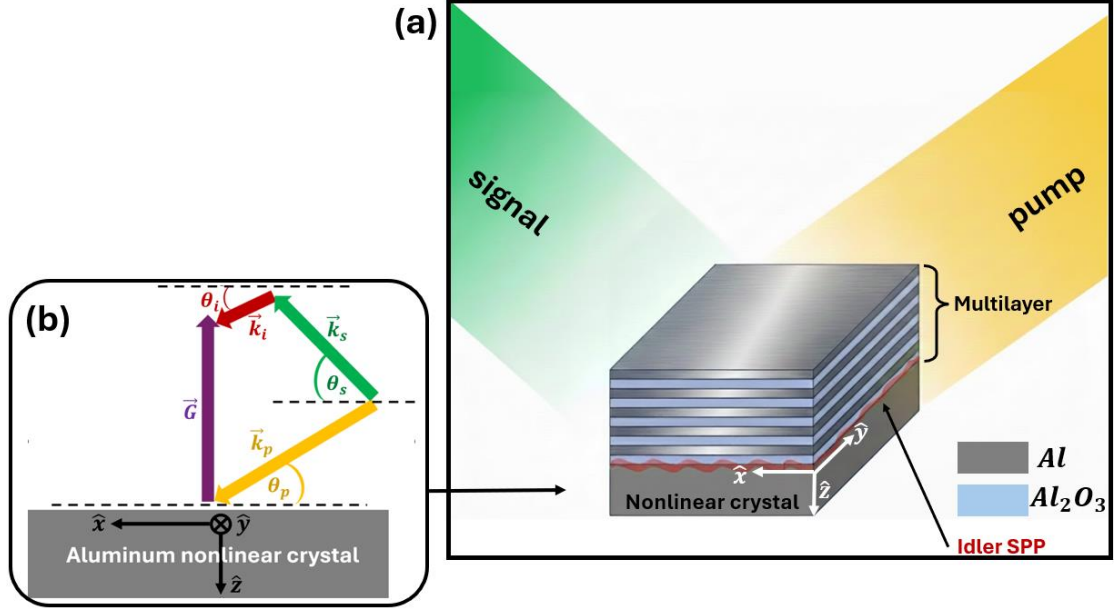 (a)
signal
pump
Multilayer
x̂
ŷ
ẑ
Nonlinear crystal
Al
Al₂O₃
Idler SPP
(b)
θᵢ
k⃗ᵢ
k⃗ₛ
θₛ
G⃗
k⃗ₚ
θₚ
x̂
ŷ
Aluminum nonlinear crystal
ẑ